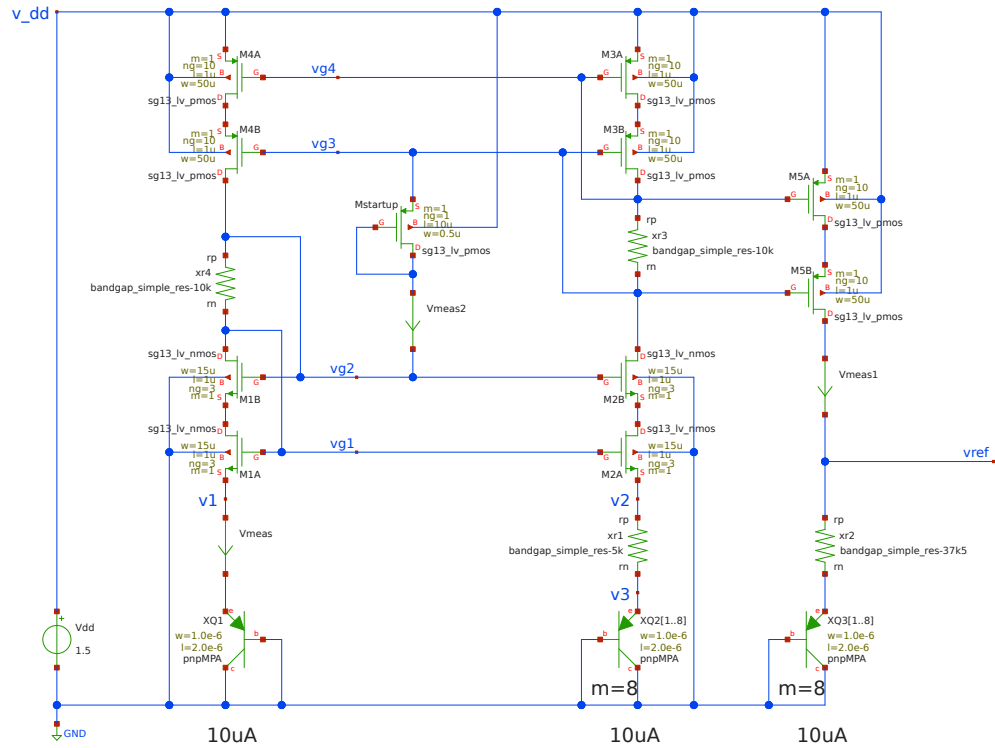 v_dd
S
M4A
m=1
ng=10
B
l=1u
w=50u
G
vg4
sg13_lv_pmos
D
M3A
S
m=1
ng=10
B
l=1u
w=50u
G
sg13_lv_pmos
D
S
M4B
m=1
ng=10
B
l=1u
w=50u
G
vg3
sg13_lv_pmos
D
M3B
S
m=1
ng=10
B
l=1u
w=50u
G
sg13_lv_pmos
D
M5A
m=1
S
ng=10
B
l=1u
w=50u
G
sg13_lv_pmos
D
Mstartup
S
m=1
ng=1
G
B
l=10u
w=0.5u
D
sg13_lv_pmos
rp
xr3
bandgap_simple_res-10k
rn
rp
xr4
bandgap_simple_res-10k
rn
M5B
S
m=1
ng=10
G
B
l=1u
w=50u
D
sg13_lv_pmos
Vmeas2
sg13_lv_nmos
D
w=15u
l=1u
B
ng=3
S
m=1
G
M1B
vg2
sg13_lv_nmos
D
w=15u
l=1u
B
ng=3
S
m=1
G
M2B
Vmeas1
sg13_lv_nmos
D
w=15u
l=1u
B
ng=3
S
m=1
G
M1A
vg1
sg13_lv_nmos
D
w=15u
l=1u
B
ng=3
S
m=1
G
M2A
vref
v1
v2
Vmeas
rp
xr1
bandgap_simple_res-5k
rn
rp
xr2
bandgap_simple_res-37k5
rn
v3
Vdd
1.5
+
e
XQ1
w=1.0e-6
b
l=2.0e-6
pnpMPA
c
e
XQ2[1..8]
b
w=1.0e-6
l=2.0e-6
pnpMPA
c
m=8
e
XQ3[1..8]
b
w=1.0e-6
l=2.0e-6
pnpMPA
c
m=8
GND
10uA
10uA
10uA